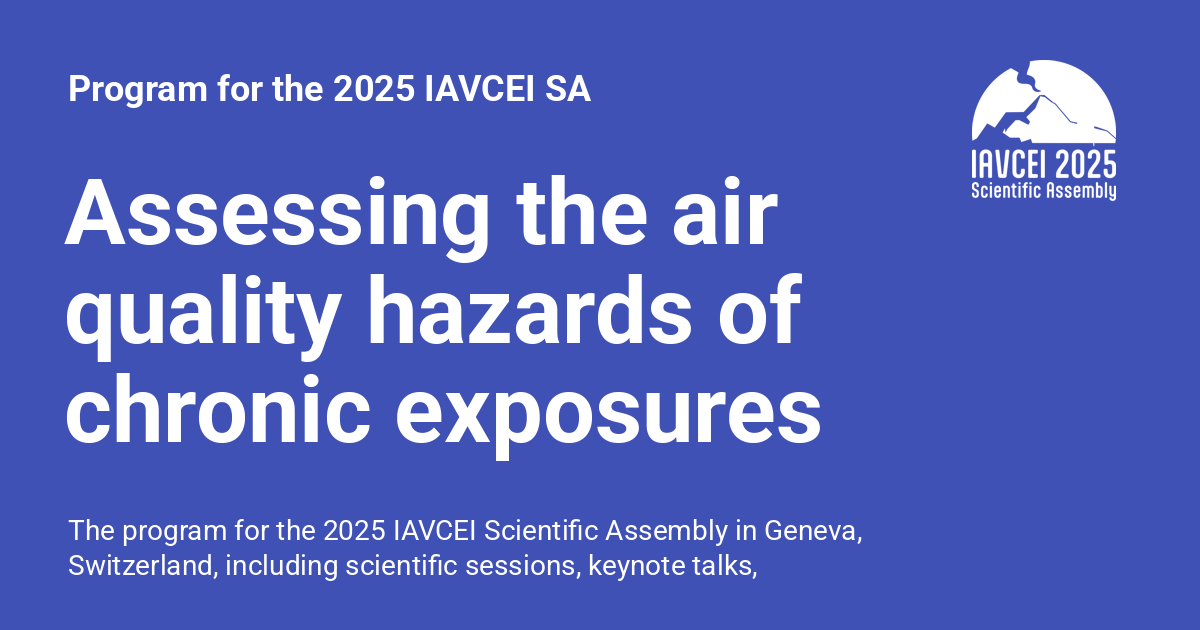 Program for the 2025 IAVCEI SA
IAVCEI 2025
Scientific Assembly
Assessing the air
quality hazards of
chronic exposures
The program for the 2025 IAVCEI Scientific Assembly in Geneva,
Switzerland, including scientific sessions, keynote talks,